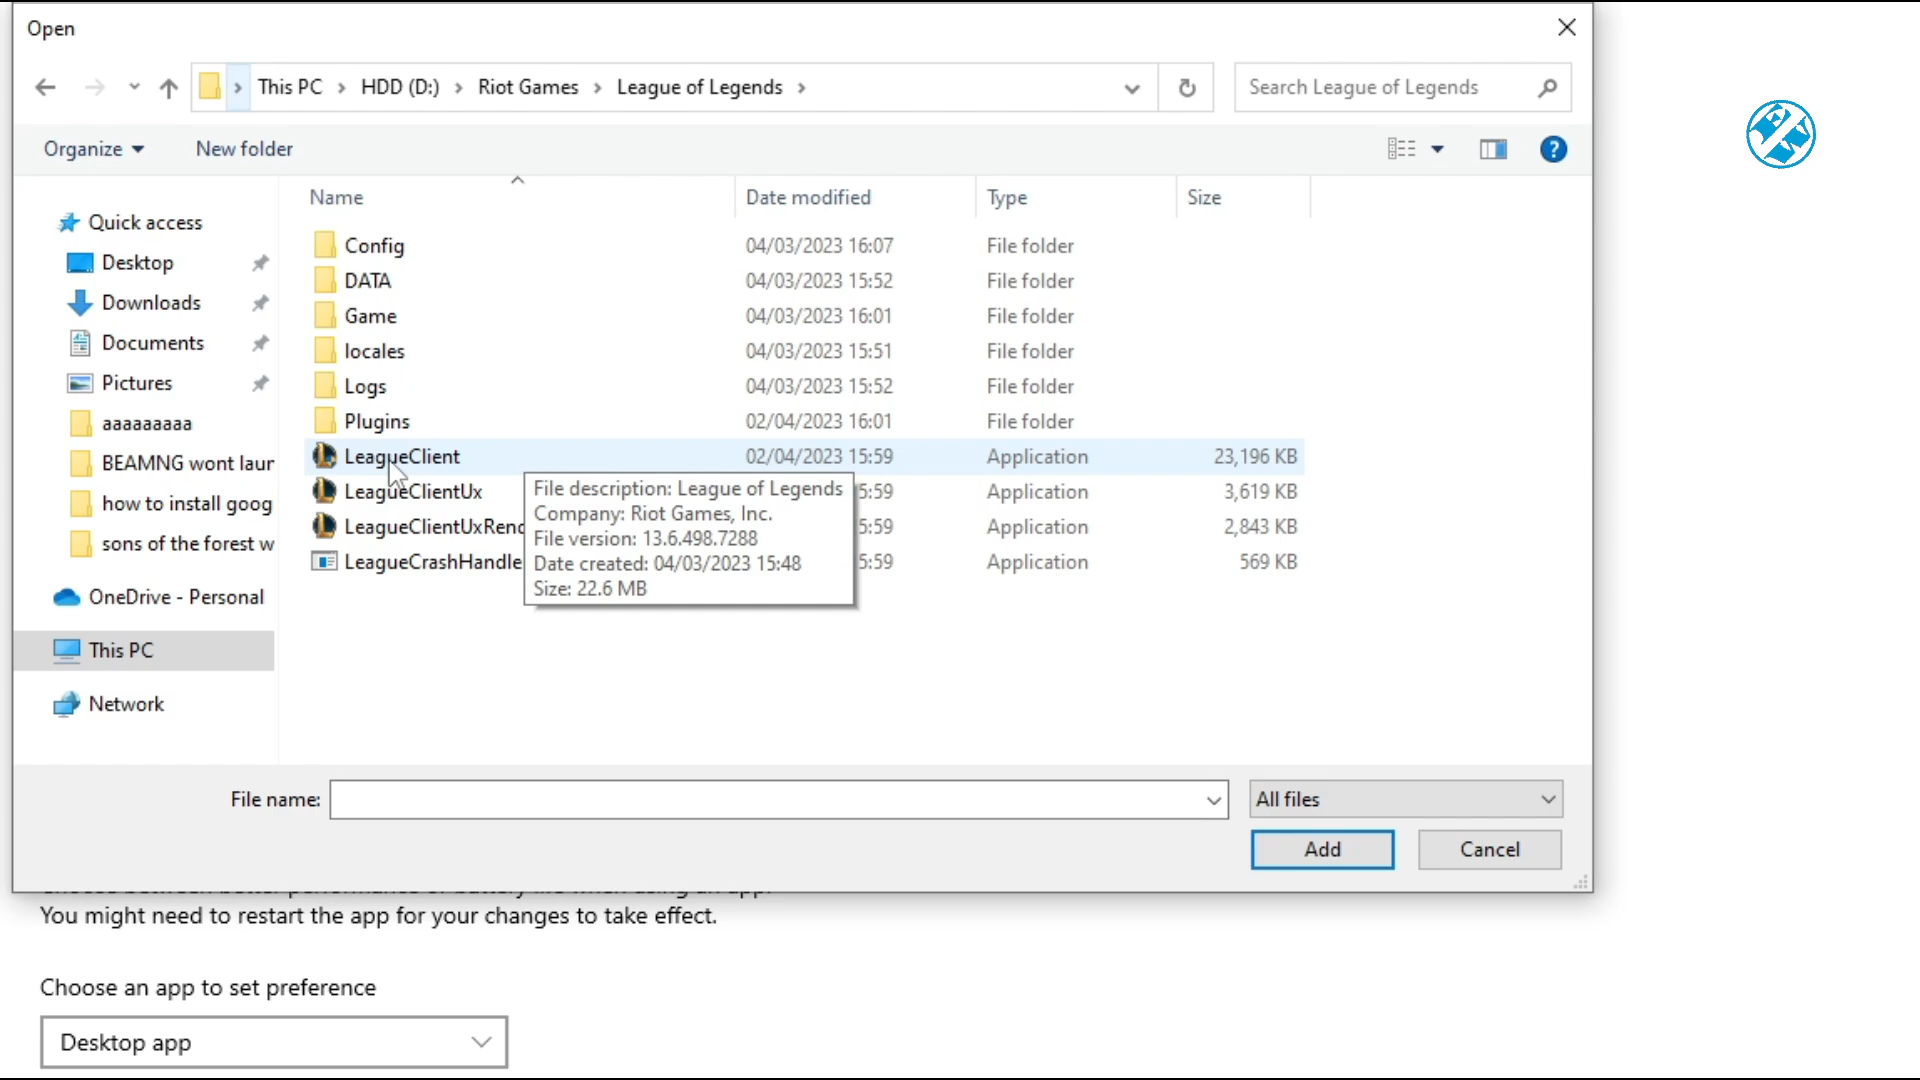 Open
This PC > HDD (D:) > Riot Games > League of Legends >
Search League of Legends
Organize
New folder
Name
Date modified
Type
Size
Quick access
Desktop
Downloads
Documents
Pictures
aaaaaaaaa
BEAMNG wont laur
how to install goog
sons of the forest w
OneDrive - Personal
This PC
Network
Config 04/03/2023 16:07 File folder
DATA 04/03/2023 15:52 File folder
Game 04/03/2023 16:01 File folder
locales 04/03/2023 15:51 File folder
Logs 04/03/2023 15:52 File folder
Plugins 02/04/2023 16:01 File folder
LeagueClient 02/04/2023 15:59 Application 23,196 KB
LeagueClientUx 5:59 Application 3,619 KB
LeagueClientUxRend 5:59 Application 2,843 KB
LeagueCrashHandle 5:59 Application 569 KB
File description: League of Legends
Company: Riot Games, Inc.
File version: 13.6.498.7288
Date created: 04/03/2023 15:48
Size: 22.6 MB
File name:
All files
Add
Cancel
You might need to restart the app for your changes to take effect.
Choose an app to set preference
Desktop app